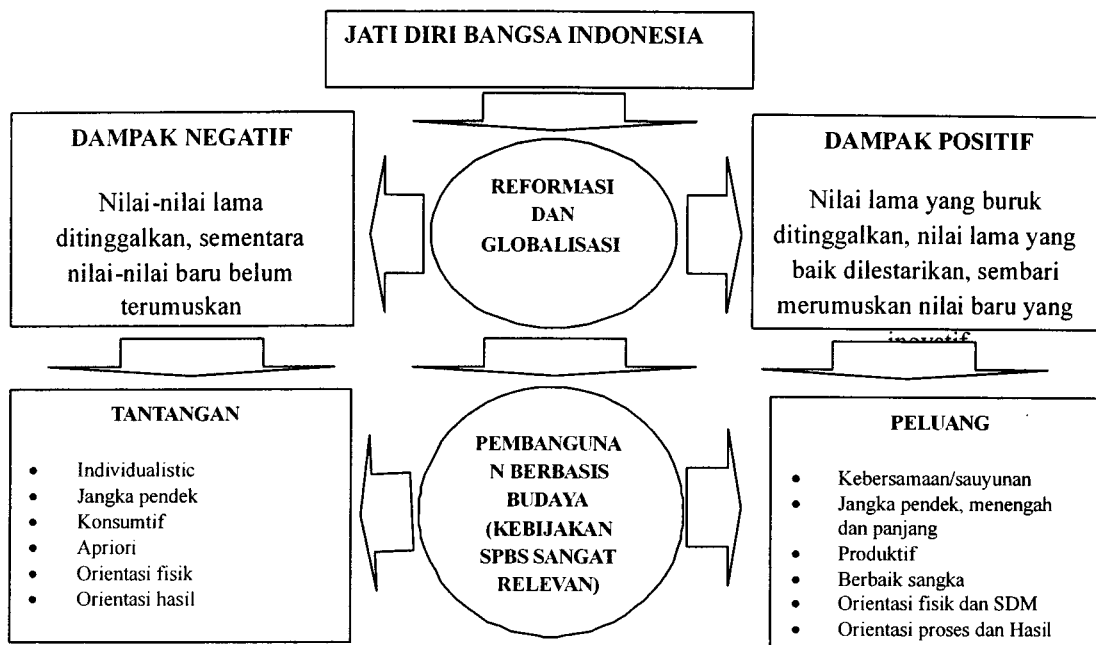 JATI DIRI BANGSA INDONESIA
DAMPAK NEGATIF
Nilai-nilai lama
ditinggalkan, sementara
nilai-nilai baru belum
terumuskan
REFORMASI
DAN
GLOBALISASI
DAMPAK POSITIF
Nilai lama yang buruk
ditinggalkan, nilai lama yang
baik dilestarikan, sembari
merumuskan nilai baru yang
inovatif
TANTANGAN
• Individualistic
• Jangka pendek
• Konsumtif
• Apriori
• Orientasi fisik
• Orientasi hasil
PEMBANGUNA
N BERBASIS
BUDAYA
(KEBIJAKAN
SPBS SANGAT
RELEVAN)
PELUANG
• Kebersamaan/sauyunan
• Jangka pendek, menengah
dan panjang
• Produktif
• Berbaik sangka
• Orientasi fisik dan SDM
• Orientasi proses dan Hasil